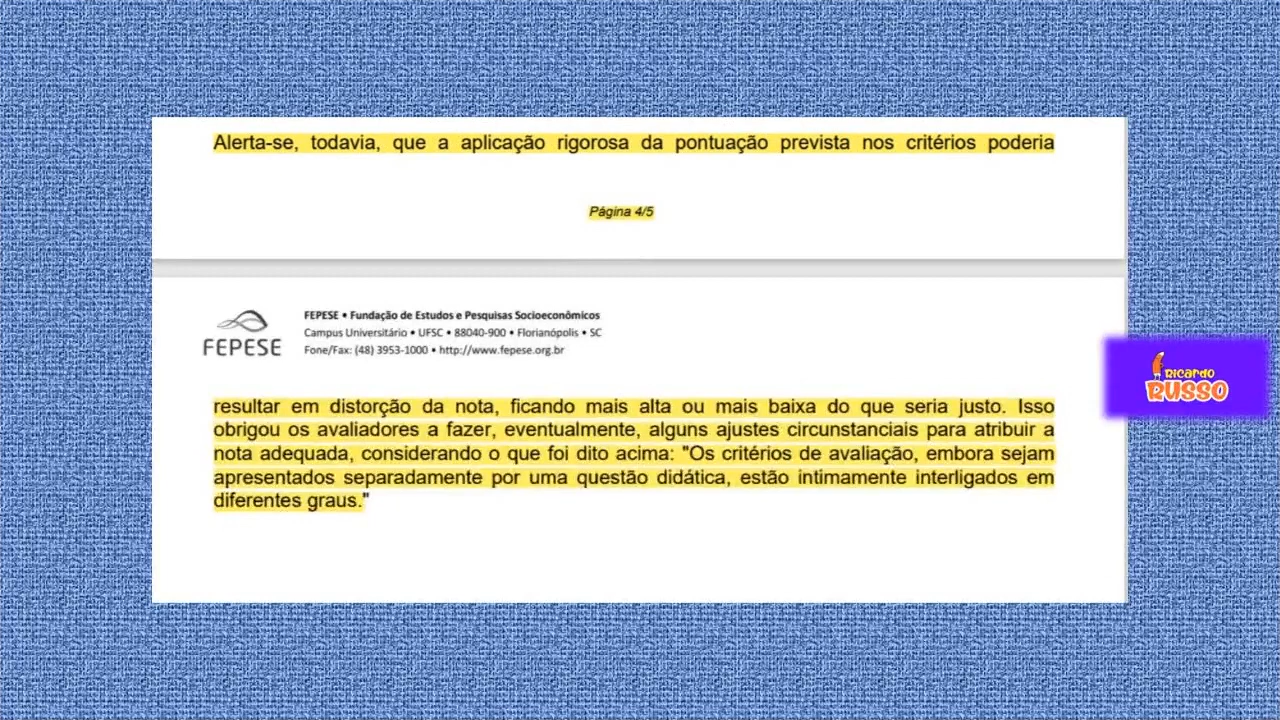 Alerta-se, todavia, que a aplicação rigorosa da pontuação prevista nos critérios poderia
Página 4/5
FEPESE
FEPESE • Fundação de Estudos e Pesquisas Socioeconômicos
Campus Universitário • UFSC • 88040-900 • Florianópolis • SC
Fone/Fax: (48) 3953-1000 • http://www.fepese.org.br
RICARDO
RUSSO
resultar em distorção da nota, ficando mais alta ou mais baixa do que seria justo. Isso
obrigou os avaliadores a fazer, eventualmente, alguns ajustes circunstanciais para atribuir a
nota adequada, considerando o que foi dito acima: "Os critérios de avaliação, embora sejam
apresentados separadamente por uma questão didática, estão intimamente interligados em
diferentes graus."